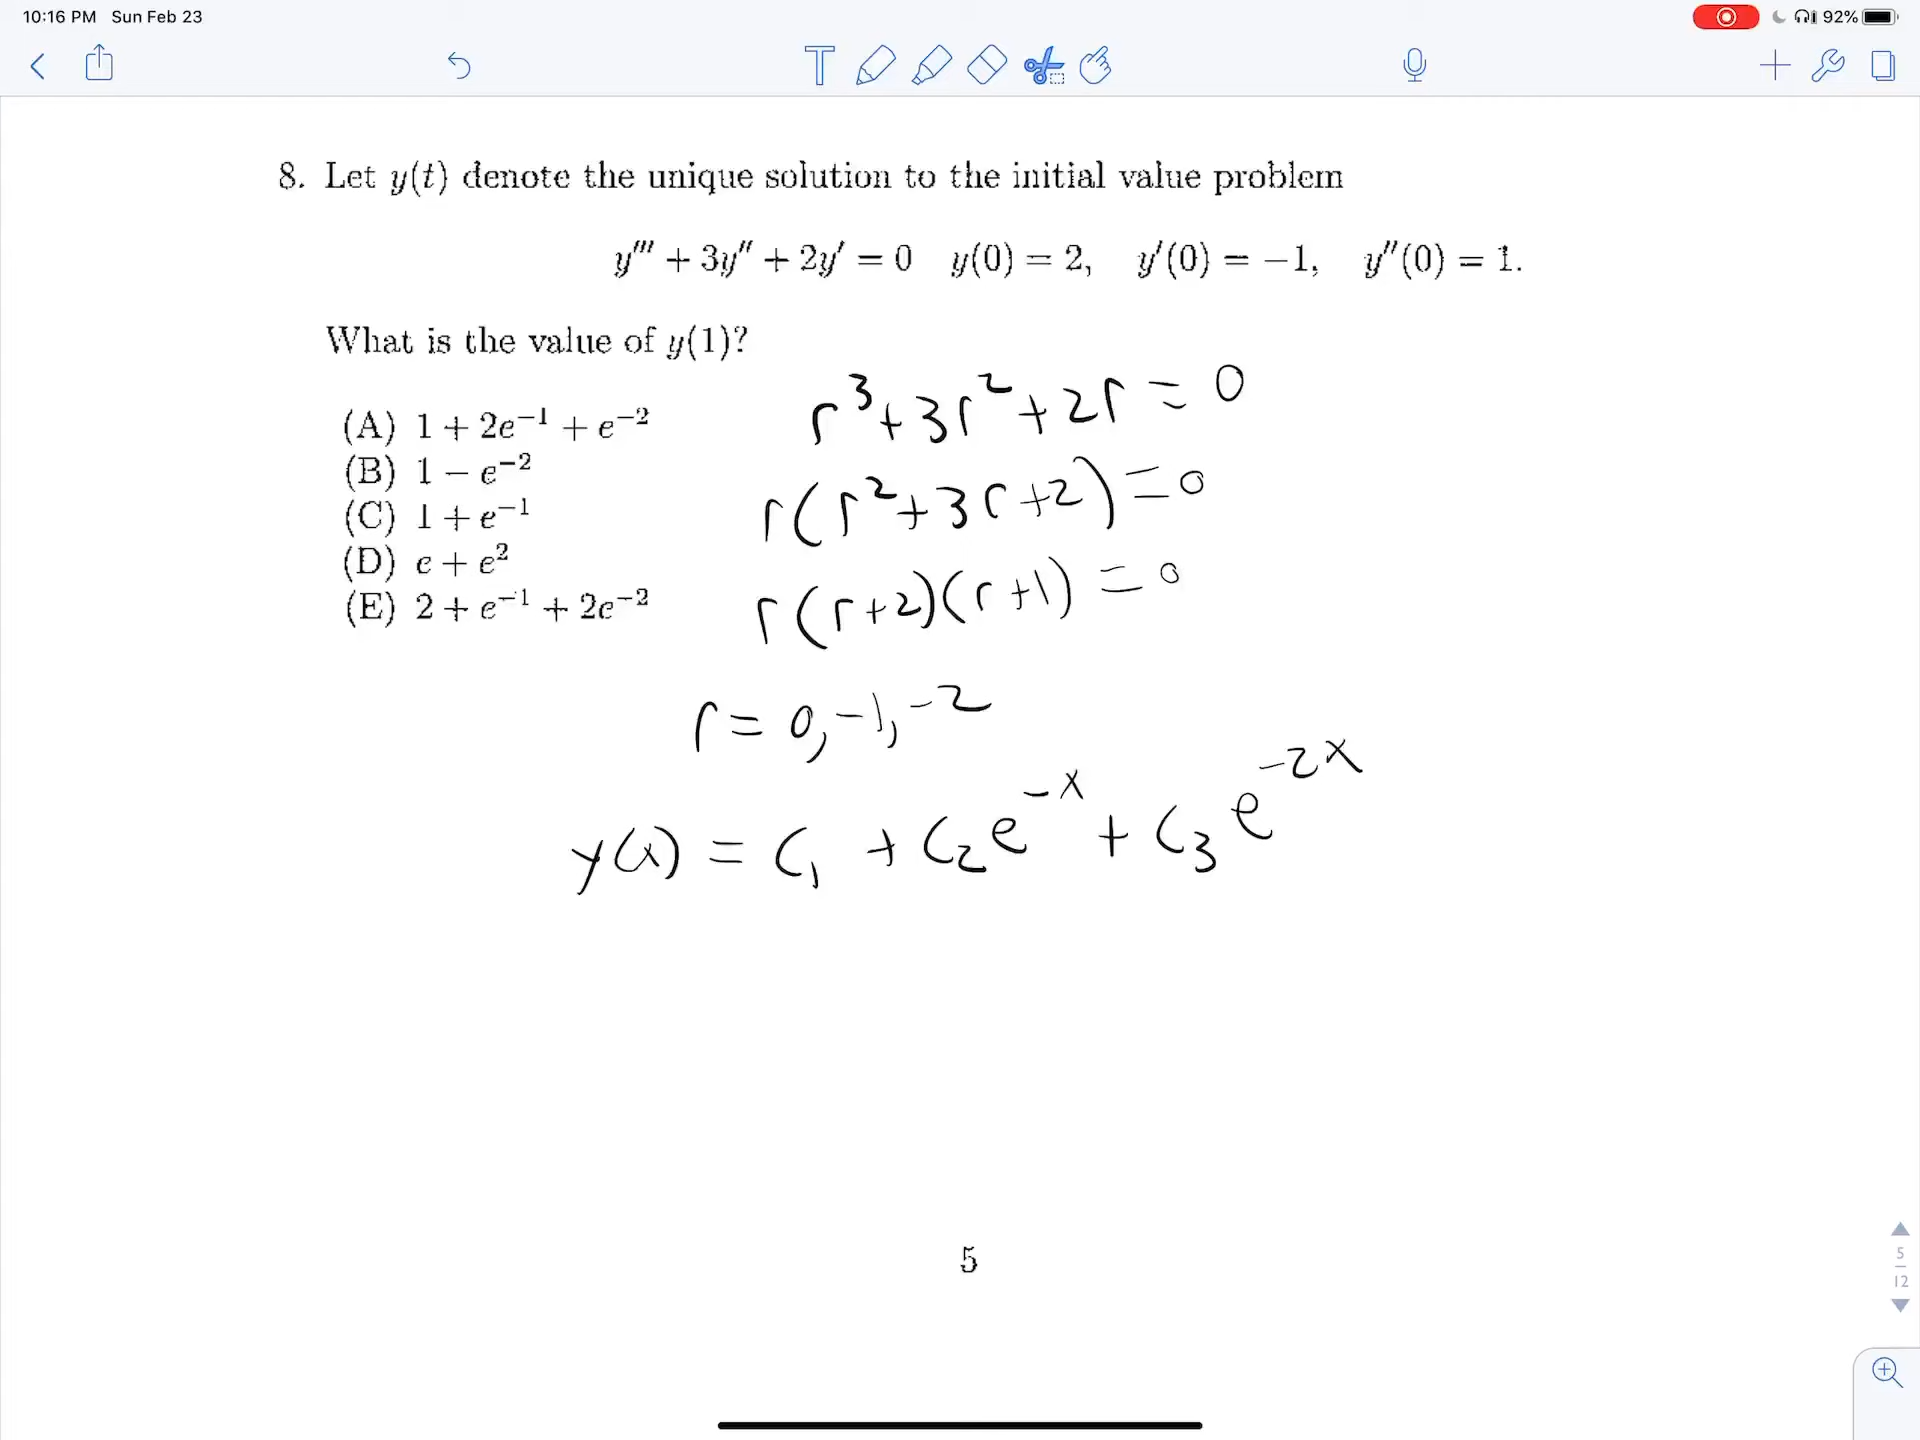 10:16 PM Sun Feb 23 92%
8. Let y(t) denote the unique solution to the initial value problem
y''' + 3y'' + 2y' = 0 y(0) = 2, y'(0) = −1, y''(0) = 1.
What is the value of y(1)?
(A) 1 + 2e⁻¹ + e⁻²
(B) 1 − e⁻²
(C) 1 + e⁻¹
(D) e + e²
(E) 2 + e⁻¹ + 2e⁻²
r³ + 3r² + 2r = 0
r(r² + 3r + 2) = 0
r(r+2)(r+1) = 0
r = 0, -1, -2
y(x) = C₁ + C₂e^{-x} + C₃e^{-2x}
5
5
12